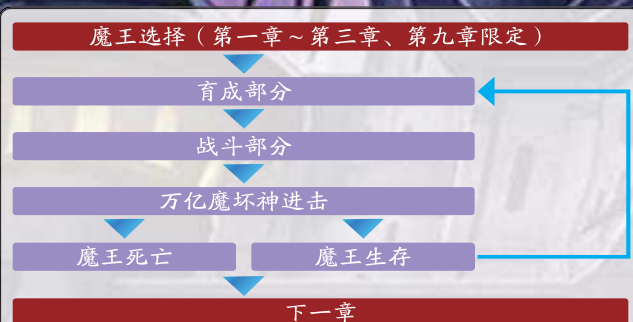 魔王选择（第一章～第三章、第九章限定）
育成部分
战斗部分
万亿魔坏神进击
魔王死亡
魔王生存
下一章